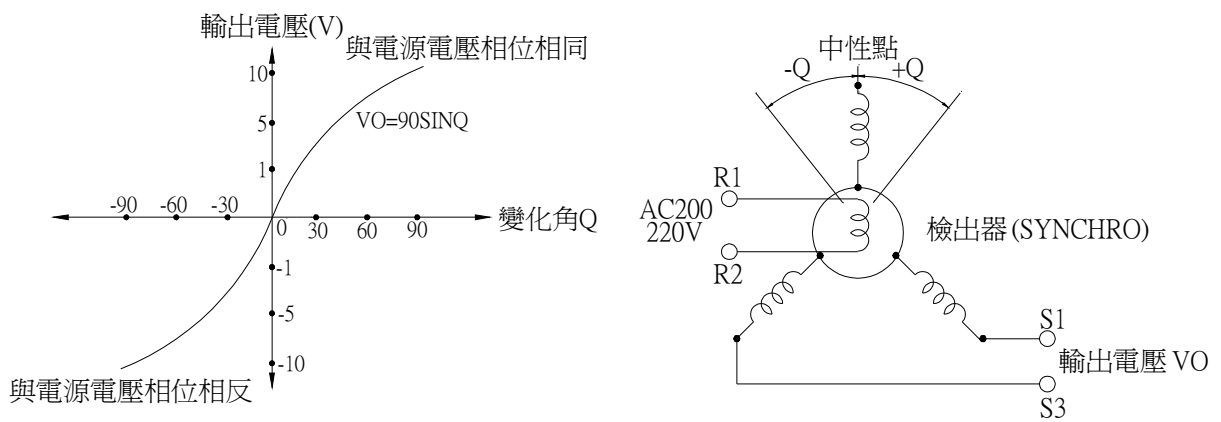 輸出電壓(V)
與電源電壓相位相同
10
5
VO=90SINQ
1
-90 -60 -30
0 30 60 90
變化角Q
-1
-5
-10
與電源電壓相位相反
中性點
-Q +Q
R1
AC200
220V
R2
檢出器(SYNCHRO)
S1
輸出電壓 VO
S3